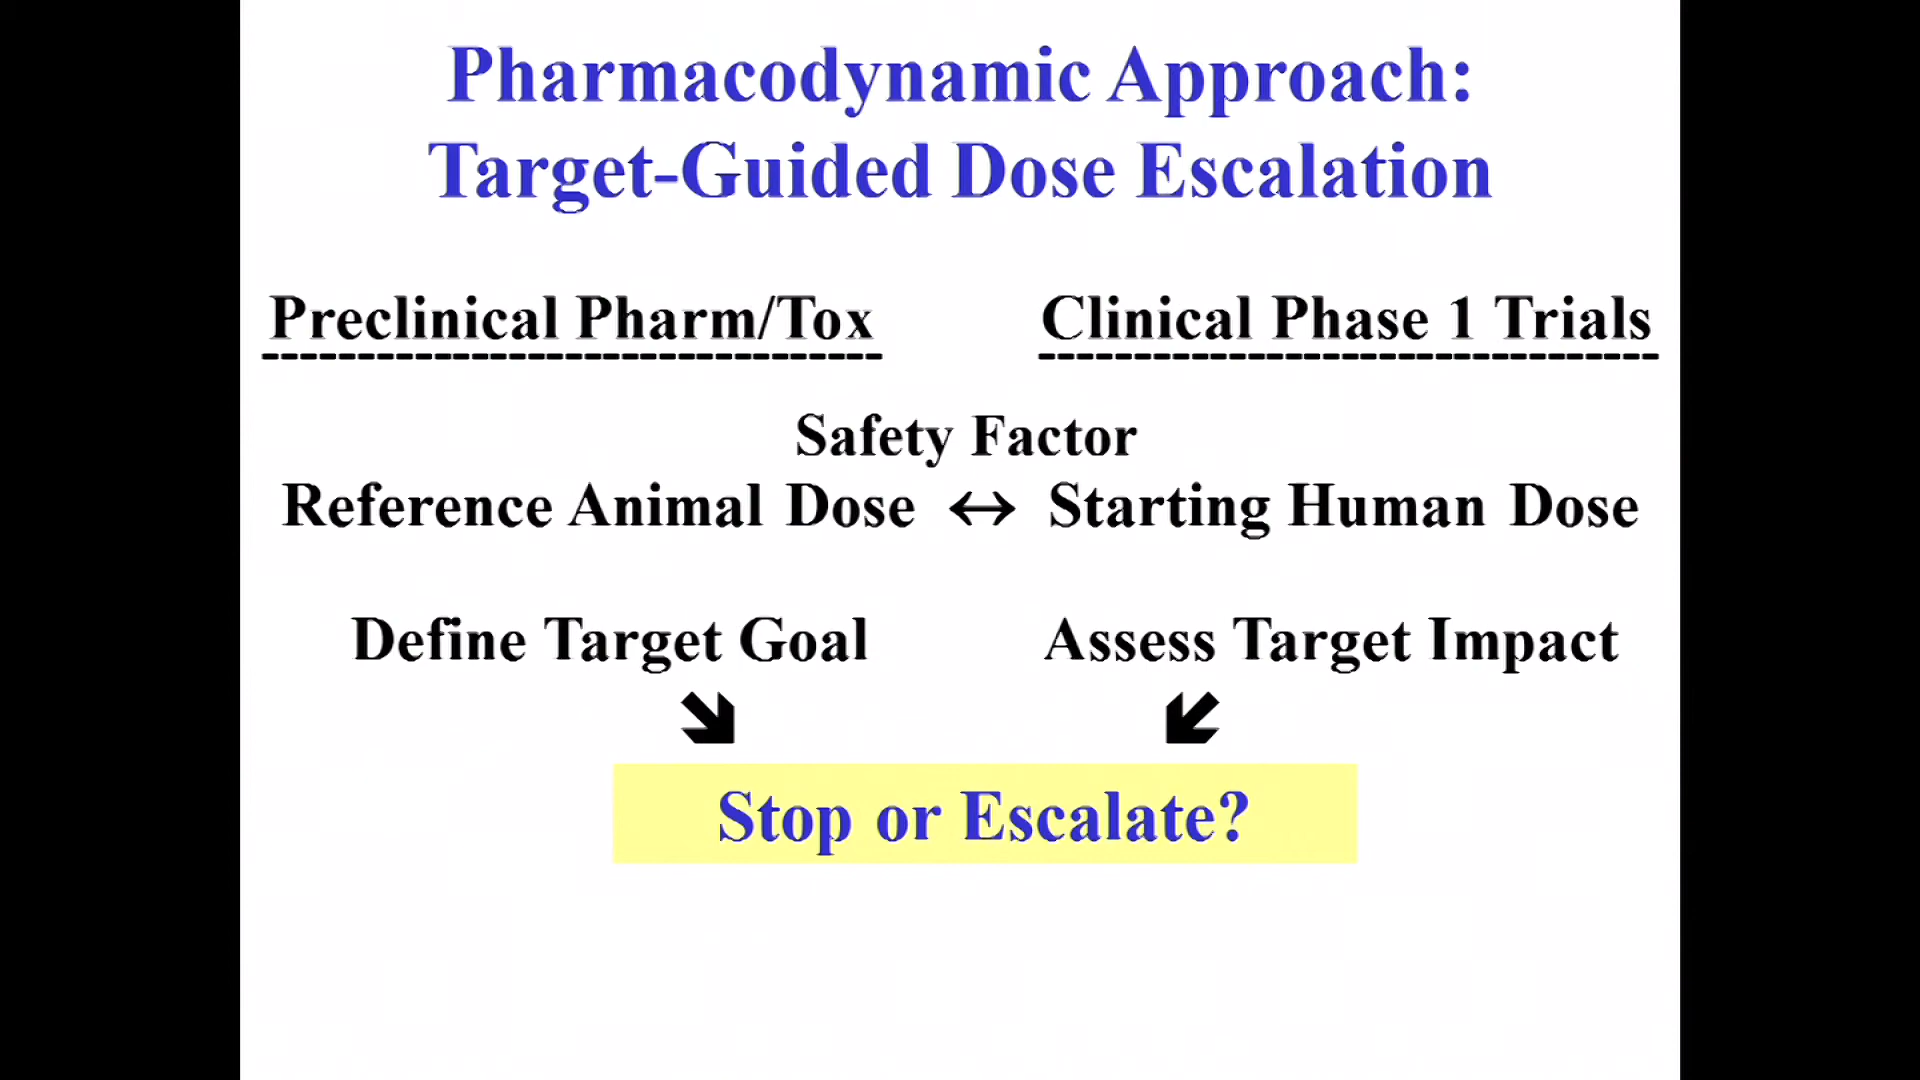 Pharmacodynamic Approach:
Target-Guided Dose Escalation
Preclinical Pharm/Tox
Clinical Phase 1 Trials
Safety Factor
Reference Animal Dose ↔ Starting Human Dose
Define Target Goal
Assess Target Impact
Stop or Escalate?